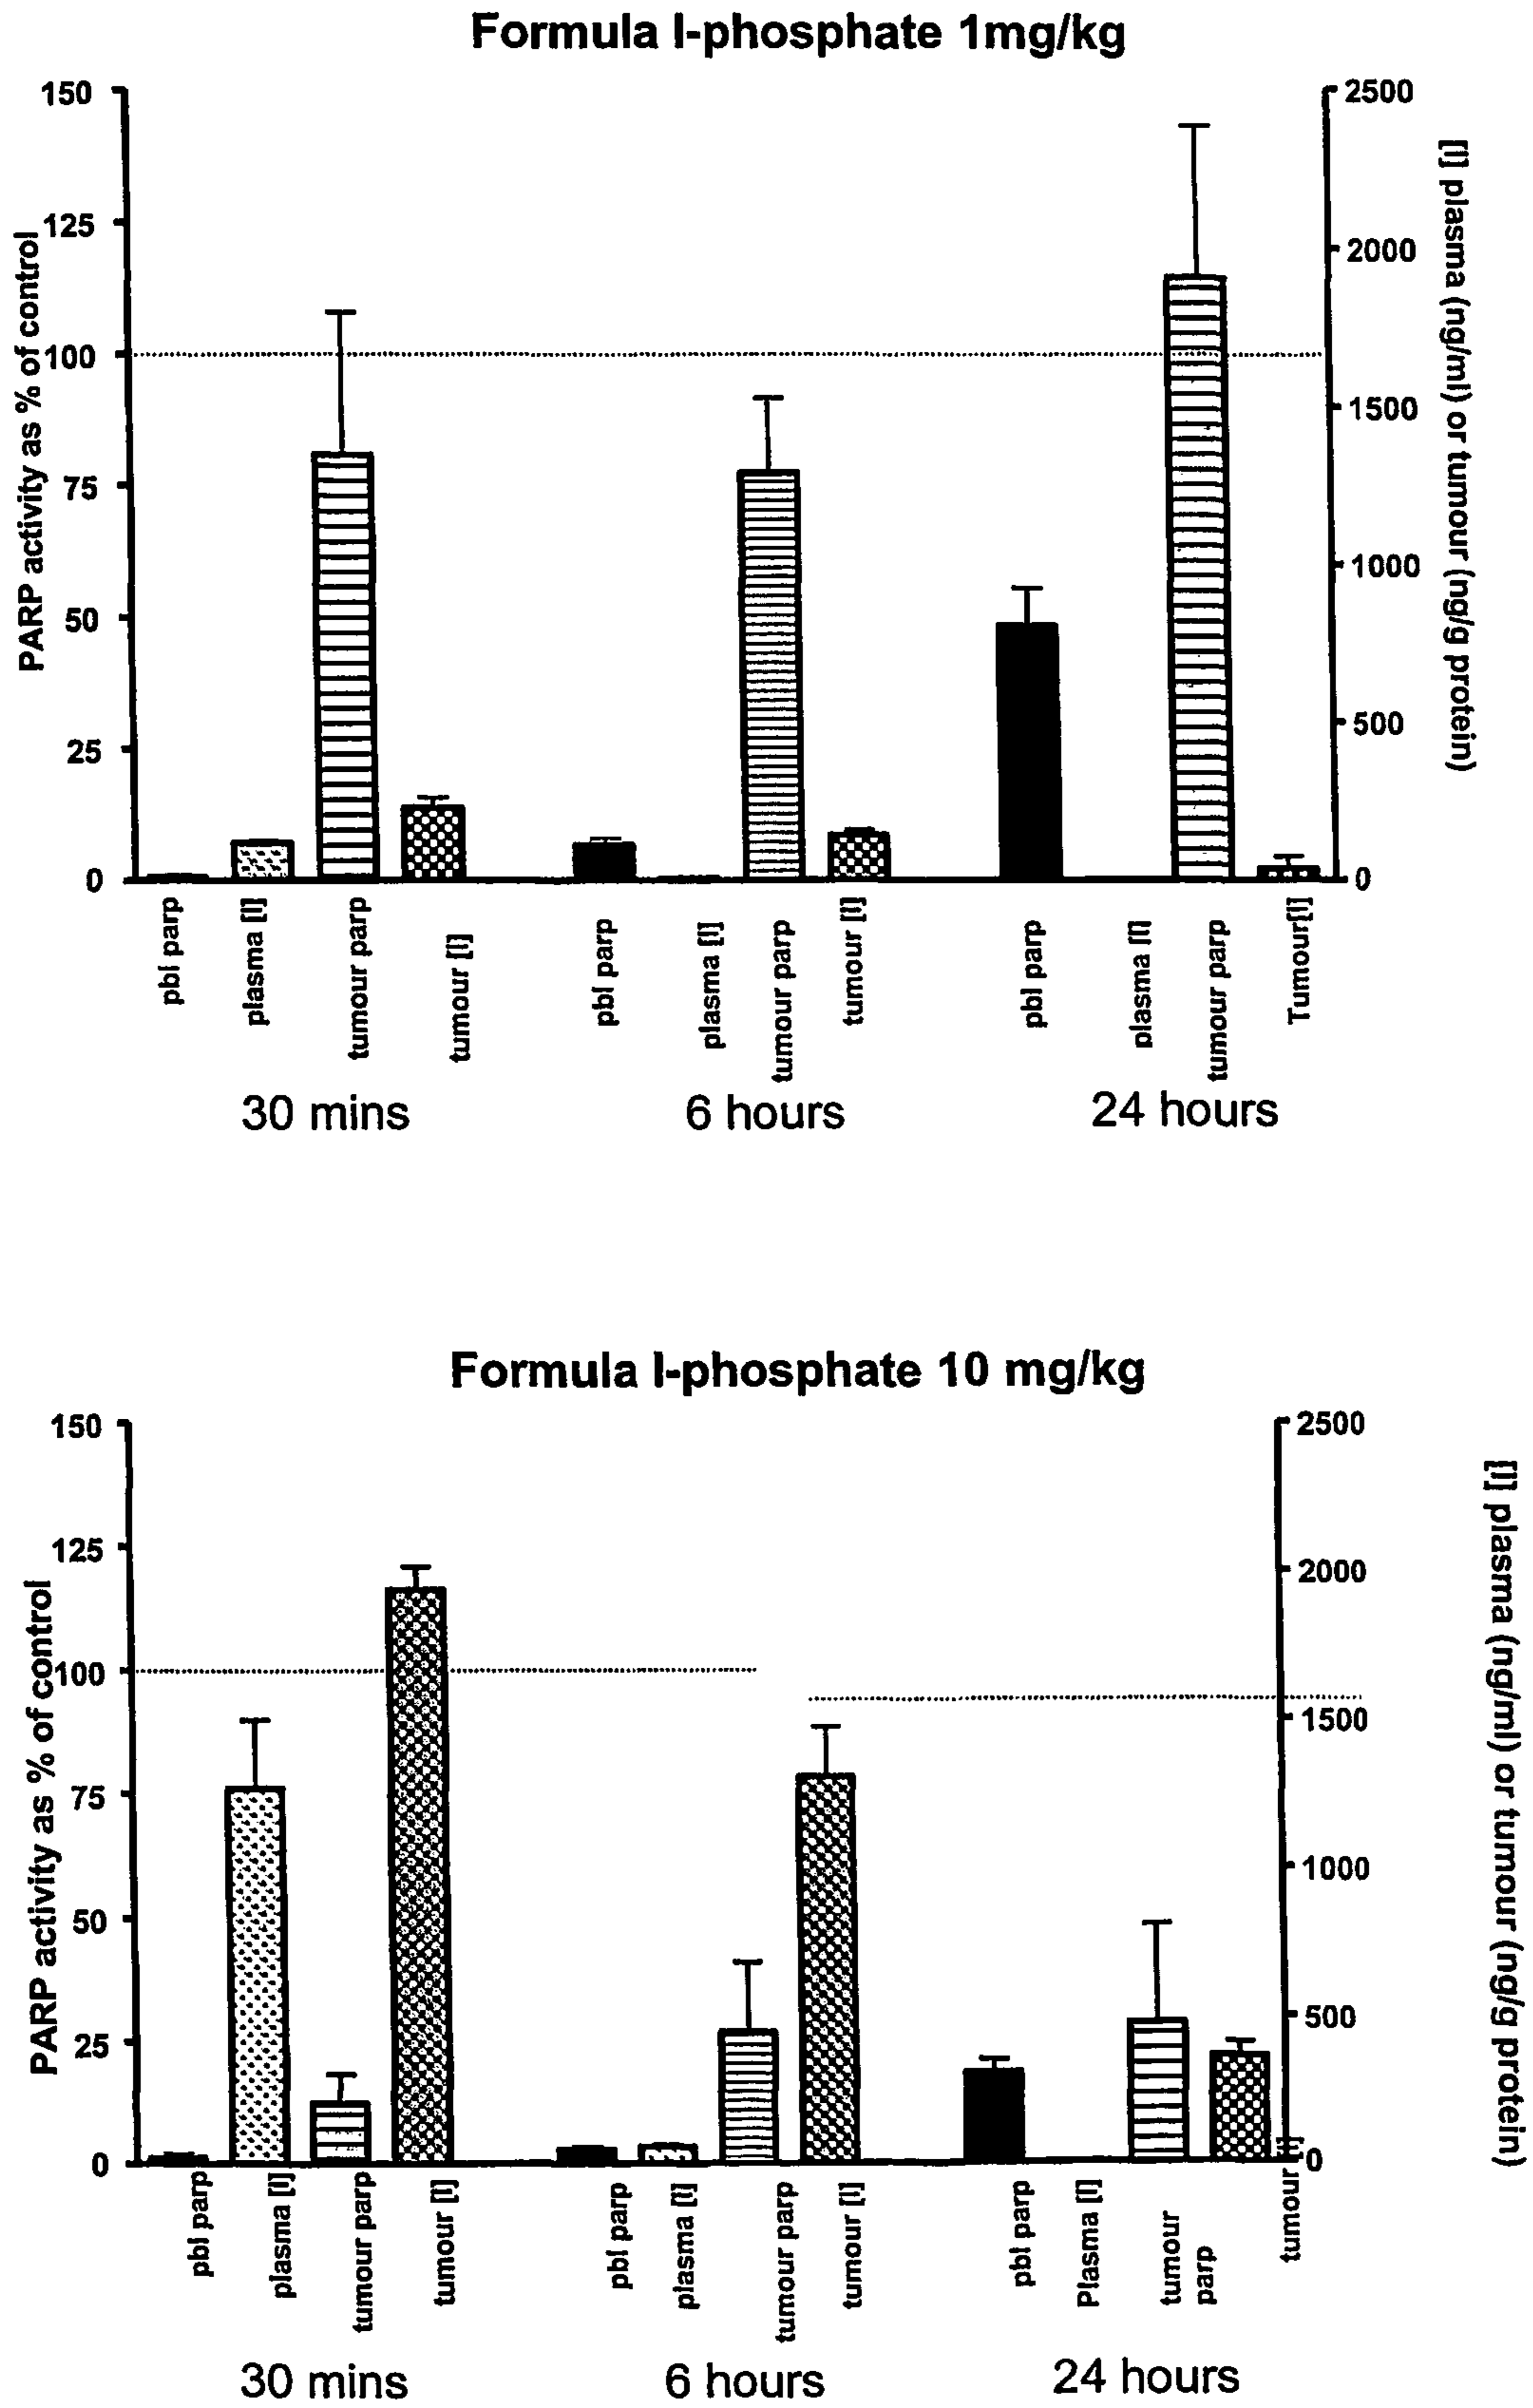 Formula I-phosphate 1mg/kg
PARP activity as % of control
150
125
100
75
50
25
0
2500
2000
1500
1000
500
0
[I] plasma (ng/ml) or tumour (ng/g protein)
pbl parp
plasma [I]
tumour parp
tumour [I]
pbl parp
plasma [I]
tumour parp
tumour [I]
pbl parp
plasma [I]
tumour parp
Tumour[I]
30 mins
6 hours
24 hours
Formula I-phosphate 10 mg/kg
PARP activity as % of control
150
125
100
75
50
25
0
2500
2000
1500
1000
500
0
[I] plasma (ng/ml) or tumour (ng/g protein)
pbl parp
plasma [I]
tumour parp
tumour [I]
pbl parp
plasma [I]
tumour parp
tumour [I]
pbl parp
Plasma [I]
tumour
parp
tumour
30 mins
6 hours
24 hours